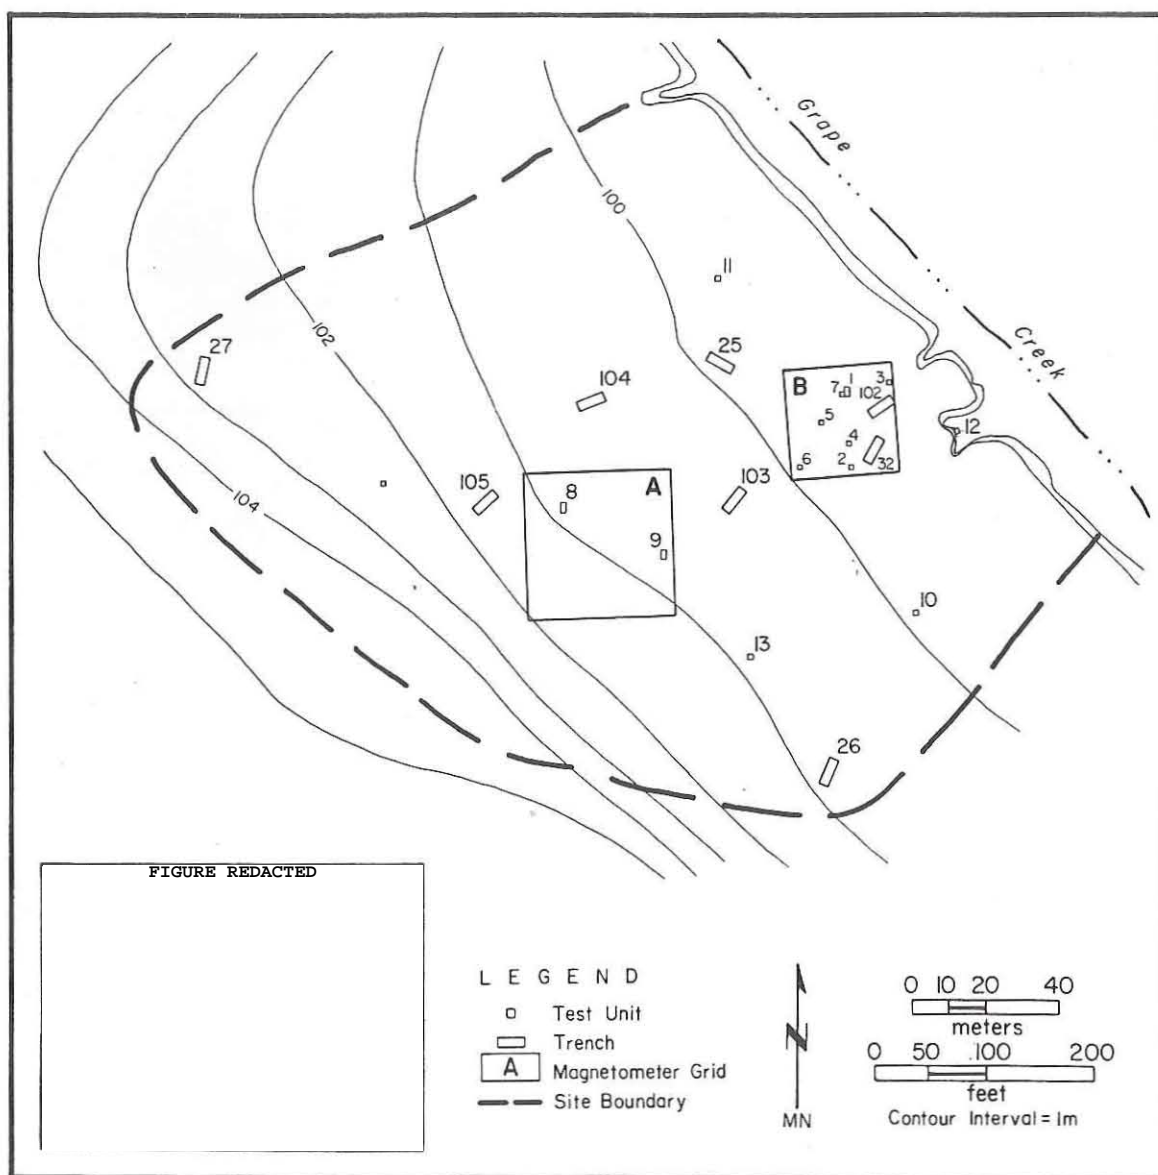 Grape
Creek
100
102
104
11
27
25
104
B
7
1
3
102
5
12
4
6
2
32
105
8
A
103
9
10
13
26
FIGURE REDACTED
LEGEND
Test Unit
Trench
A Magnetometer Grid
Site Boundary
N
MN
0 10 20 40
meters
0 50 100 200
feet
Contour Interval = 1m